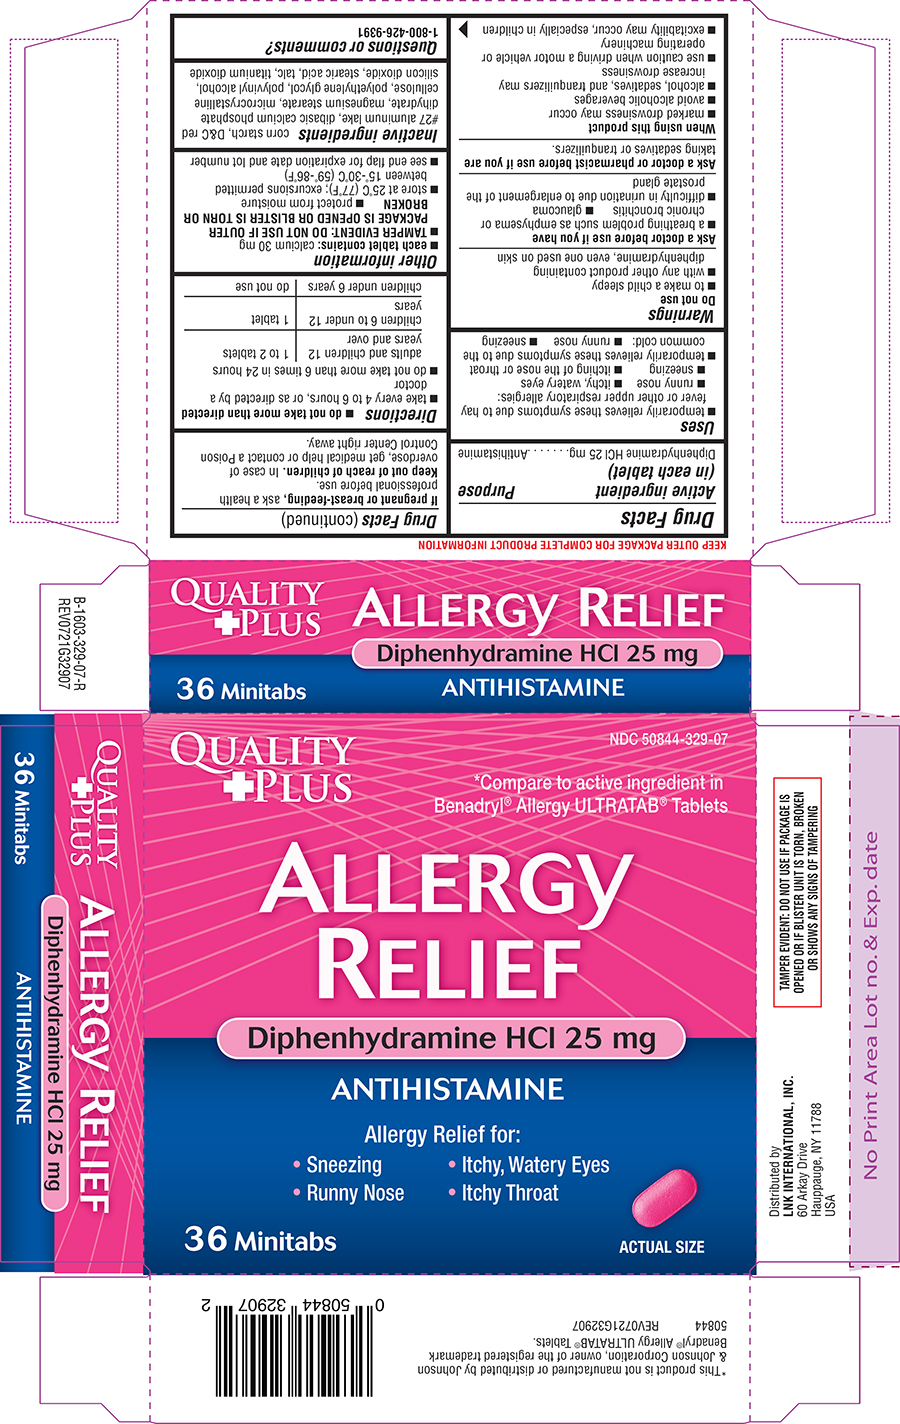 KEEP OUTER PACKAGE FOR COMPLETE PRODUCT INFORMATION
Drug Facts
Active ingredient Purpose
(in each tablet)
Diphenhydramine HCl 25 mg.......Antihistamine
Uses
■ temporarily relieves these symptoms due to hay
fever or other upper respiratory allergies:
■ runny nose ■ itchy, watery eyes
■ sneezing ■ itching of the nose or throat
■ temporarily relieves these symptoms due to the
common cold: ■ runny nose ■ sneezing
Warnings
Do not use
■ to make a child sleepy
■ with any other product containing
diphenhydramine, even one used on skin
Ask a doctor before use if you have
■ a breathing problem such as emphysema or
chronic bronchitis ■ glaucoma
■ difficulty in urination due to enlargement of the
prostate gland
Ask a doctor or pharmacist before use if you are
taking sedatives or tranquilizers.
When using this product
■ marked drowsiness may occur
■ avoid alcoholic beverages
■ alcohol, sedatives, and tranquilizers may
increase drowsiness
■ use caution when driving a motor vehicle or
operating machinery
■ excitability may occur, especially in children
Drug Facts (continued)
If pregnant or breast-feeding, ask a health
professional before use.
Keep out of reach of children. In case of
overdose, get medical help or contact a Poison
Control Center right away.
Directions ■ do not take more than directed
■ take every 4 to 6 hours, or as directed by a
doctor
■ do not take more than 6 times in 24 hours
adults and children 12
years and over
1 to 2 tablets
children 6 to under 12
years
1 tablet
children under 6 years
do not use
Other information
■ each tablet contains: calcium 30 mg
■ TAMPER EVIDENT: DO NOT USE IF OUTER
PACKAGE IS OPENED OR BLISTER IS TORN OR
BROKEN ■ protect from moisture
■ store at 25°C (77°F); excursions permitted
between 15°-30°C (59°-86°F)
■ see end flap for expiration date and lot number
Inactive ingredients corn starch, D&C red
#27 aluminum lake, dibasic calcium phosphate
dihydrate, magnesium stearate, microcrystalline
cellulose, polyethylene glycol, polyvinyl alcohol,
silicon dioxide, stearic acid, talc, titanium dioxide
Questions or comments?
1-800-426-9391
B-1603-329-07-R
REV0721G32907
QUALITY
PLUS
ALLERGY RELIEF
Diphenhydramine HCl 25 mg
36 Minitabs
ANTIHISTAMINE
QUALITY
PLUS
ALLERGY RELIEF
Diphenhydramine HCl 25 mg
36 Minitabs
ANTIHISTAMINE
QUALITY
PLUS
NDC 50844-329-07
*Compare to active ingredient in
Benadryl® Allergy ULTRATAB® Tablets
ALLERGY
RELIEF
Diphenhydramine HCl 25 mg
ANTIHISTAMINE
Allergy Relief for:
• Sneezing • Itchy, Watery Eyes
• Runny Nose • Itchy Throat
36 Minitabs
ACTUAL SIZE
TAMPER EVIDENT: DO NOT USE IF PACKAGE IS
OPENED OR IF BLISTER UNIT IS TORN, BROKEN
OR SHOWS ANY SIGNS OF TAMPERING
Distributed by
LNK INTERNATIONAL, INC.
60 Arkay Drive
Hauppauge, NY 11788
USA
No Print Area Lot no. & Exp. date
*This product is not manufactured or distributed by Johnson
& Johnson Corporation, owner of the registered trademark
Benadryl® Allergy ULTRATAB® Tablets.
50844 REV0721G32907
0 50844 32907 2